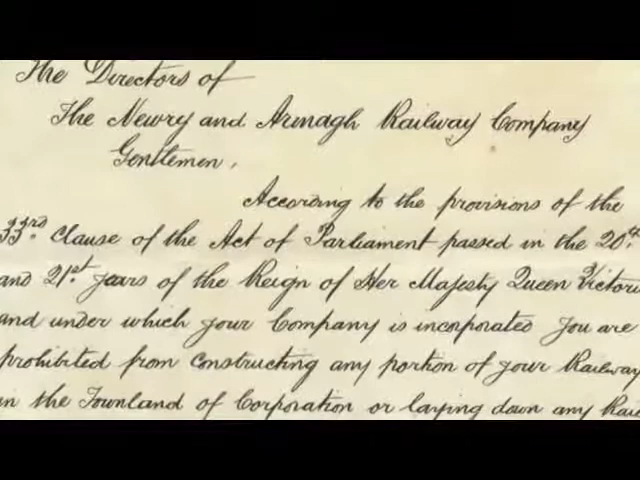 The Directors of
The Newry and Armagh Railway Company
Gentlemen,
According to the provisions of the
33rd. Clause of the Act of Parliament passed in the 20th
and 21st. years of the Reign of Her Majesty Queen Victori
and under which your Company is incorporated You are
prohibited from constructing any portion of your Railway
in the Townland of Corporation or laying down any Rai